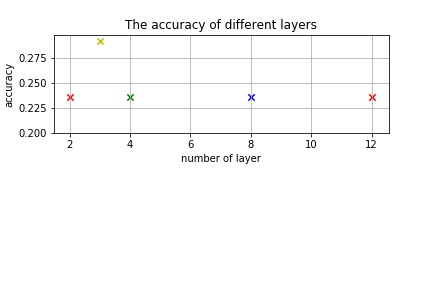 The accuracy of different layers
accuracy
0.275
0.250
0.225
0.200
2 4 6 8 10 12
number of layer